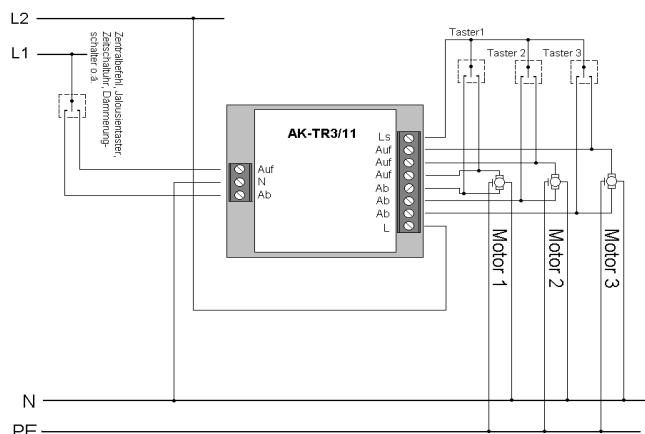 L2
L1
Zentralbefehl, Jalousientaster,
Zeitschaltuhr, Dämmerung-
schalter o.ä.
Taster1
Taster 2
Taster 3
AK-TR3/11
Auf
N
Ab
Ls
Auf
Auf
Auf
Ab
Ab
Ab
L
Motor 1
Motor 2
Motor 3
N
PE